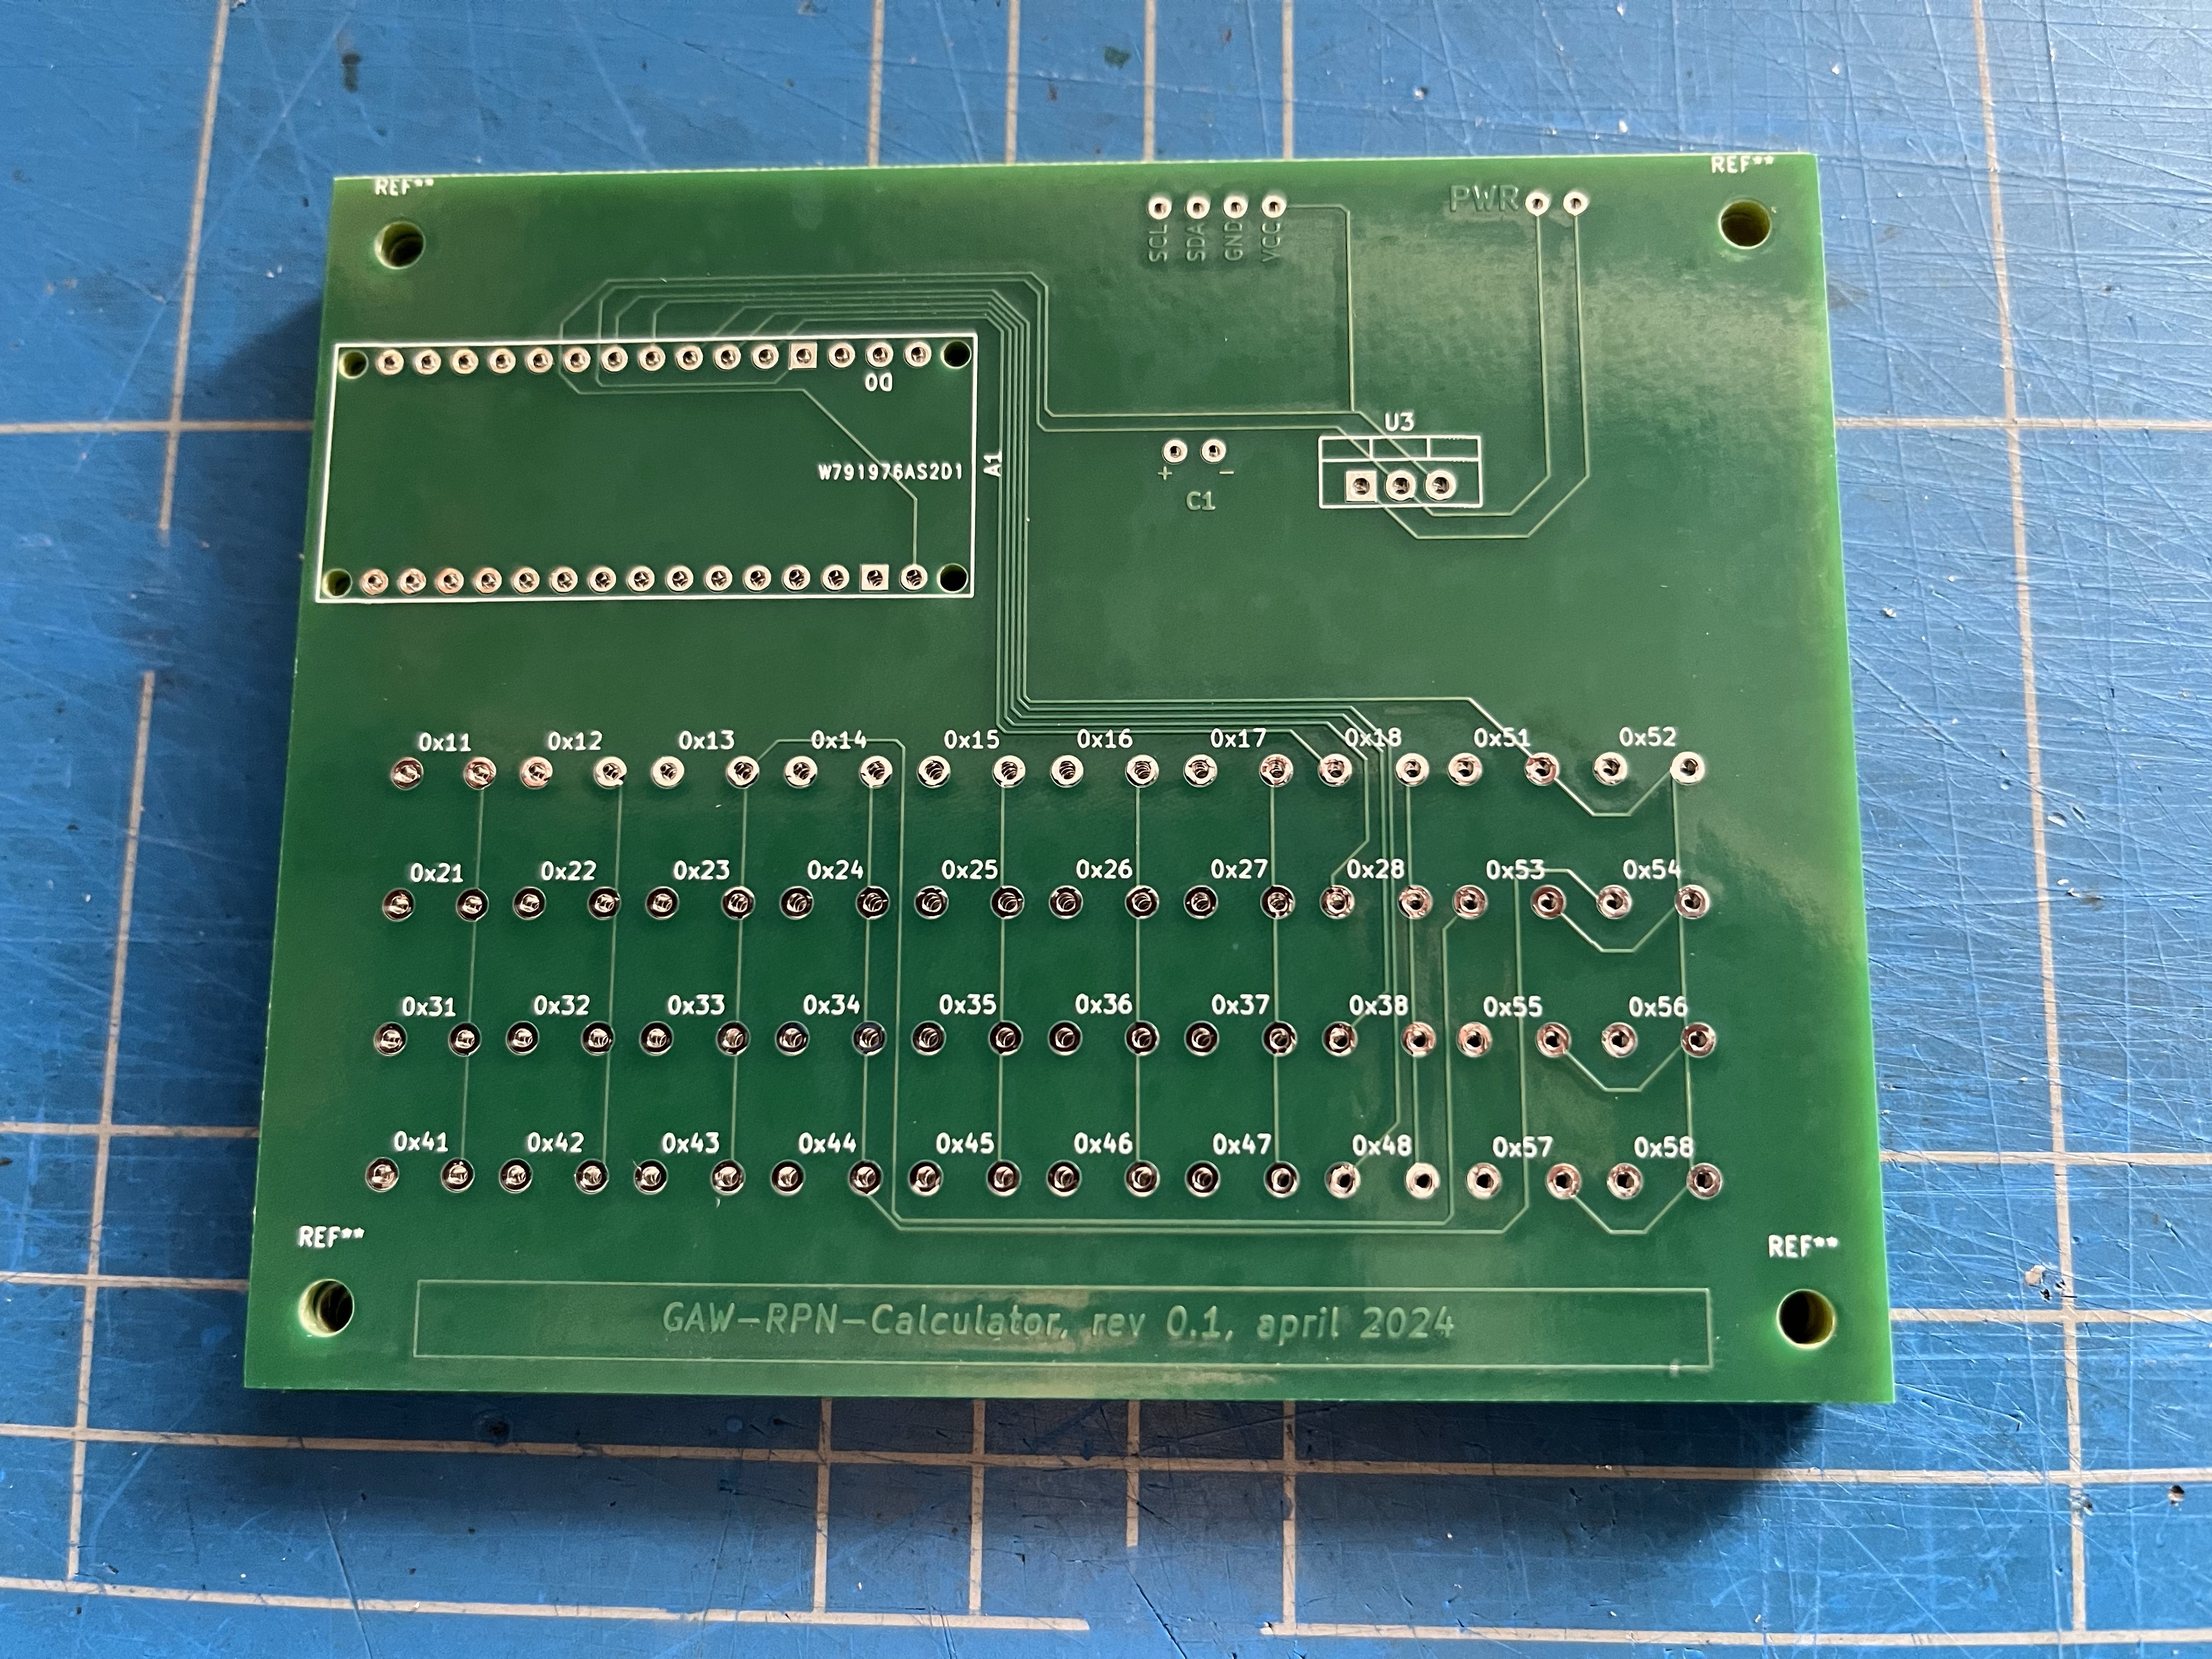 REF**
REF**
PWR
SCL
SDA
GND
VCC
D0
U3
W791976AS2D1
A1
+ -
C1
0x11 0x12 0x13 0x14 0x15 0x16 0x17 0x18 0x51 0x52
0x21 0x22 0x23 0x24 0x25 0x26 0x27 0x28 0x53 0x54
0x31 0x32 0x33 0x34 0x35 0x36 0x37 0x38 0x55 0x56
0x41 0x42 0x43 0x44 0x45 0x46 0x47 0x48 0x57 0x58
REF**
REF**
GAW-RPN-Calculator, rev 0.1, april 2024